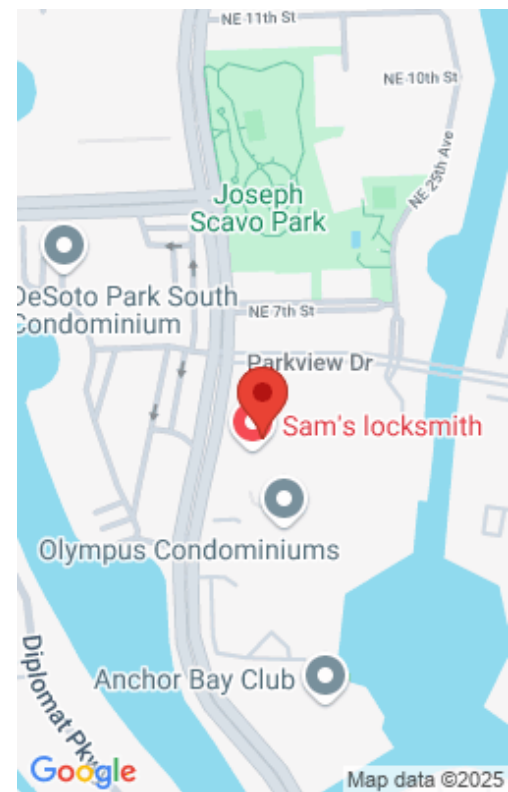 NE 11th St
NE 10th St
NE 25th Ave
Joseph
Scavo Park
DeSoto Park South
Condominium
NE 7th St
Parkview Dr
Sam's locksmith
Olympus Condominiums
Diplomat Pkwy
Anchor Bay Club
Google
Map data ©2025